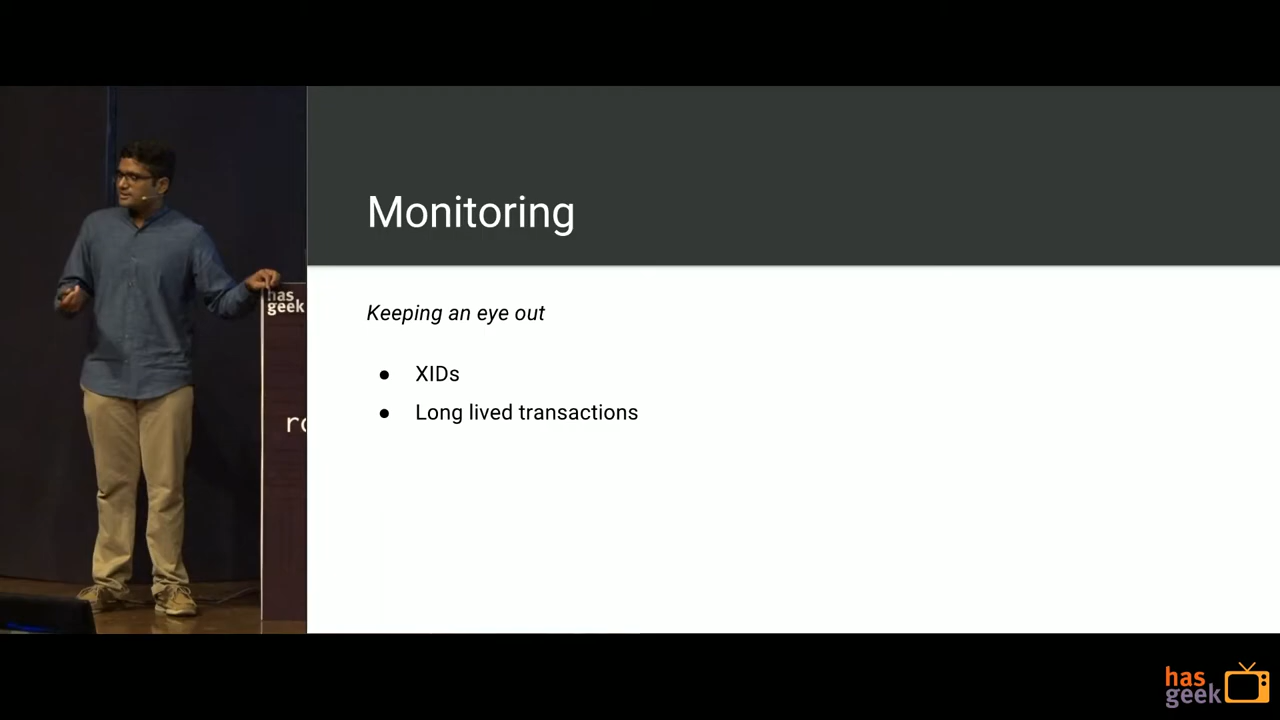 Monitoring
Keeping an eye out
● XIDs
● Long lived transactions
has
geek
has
geek